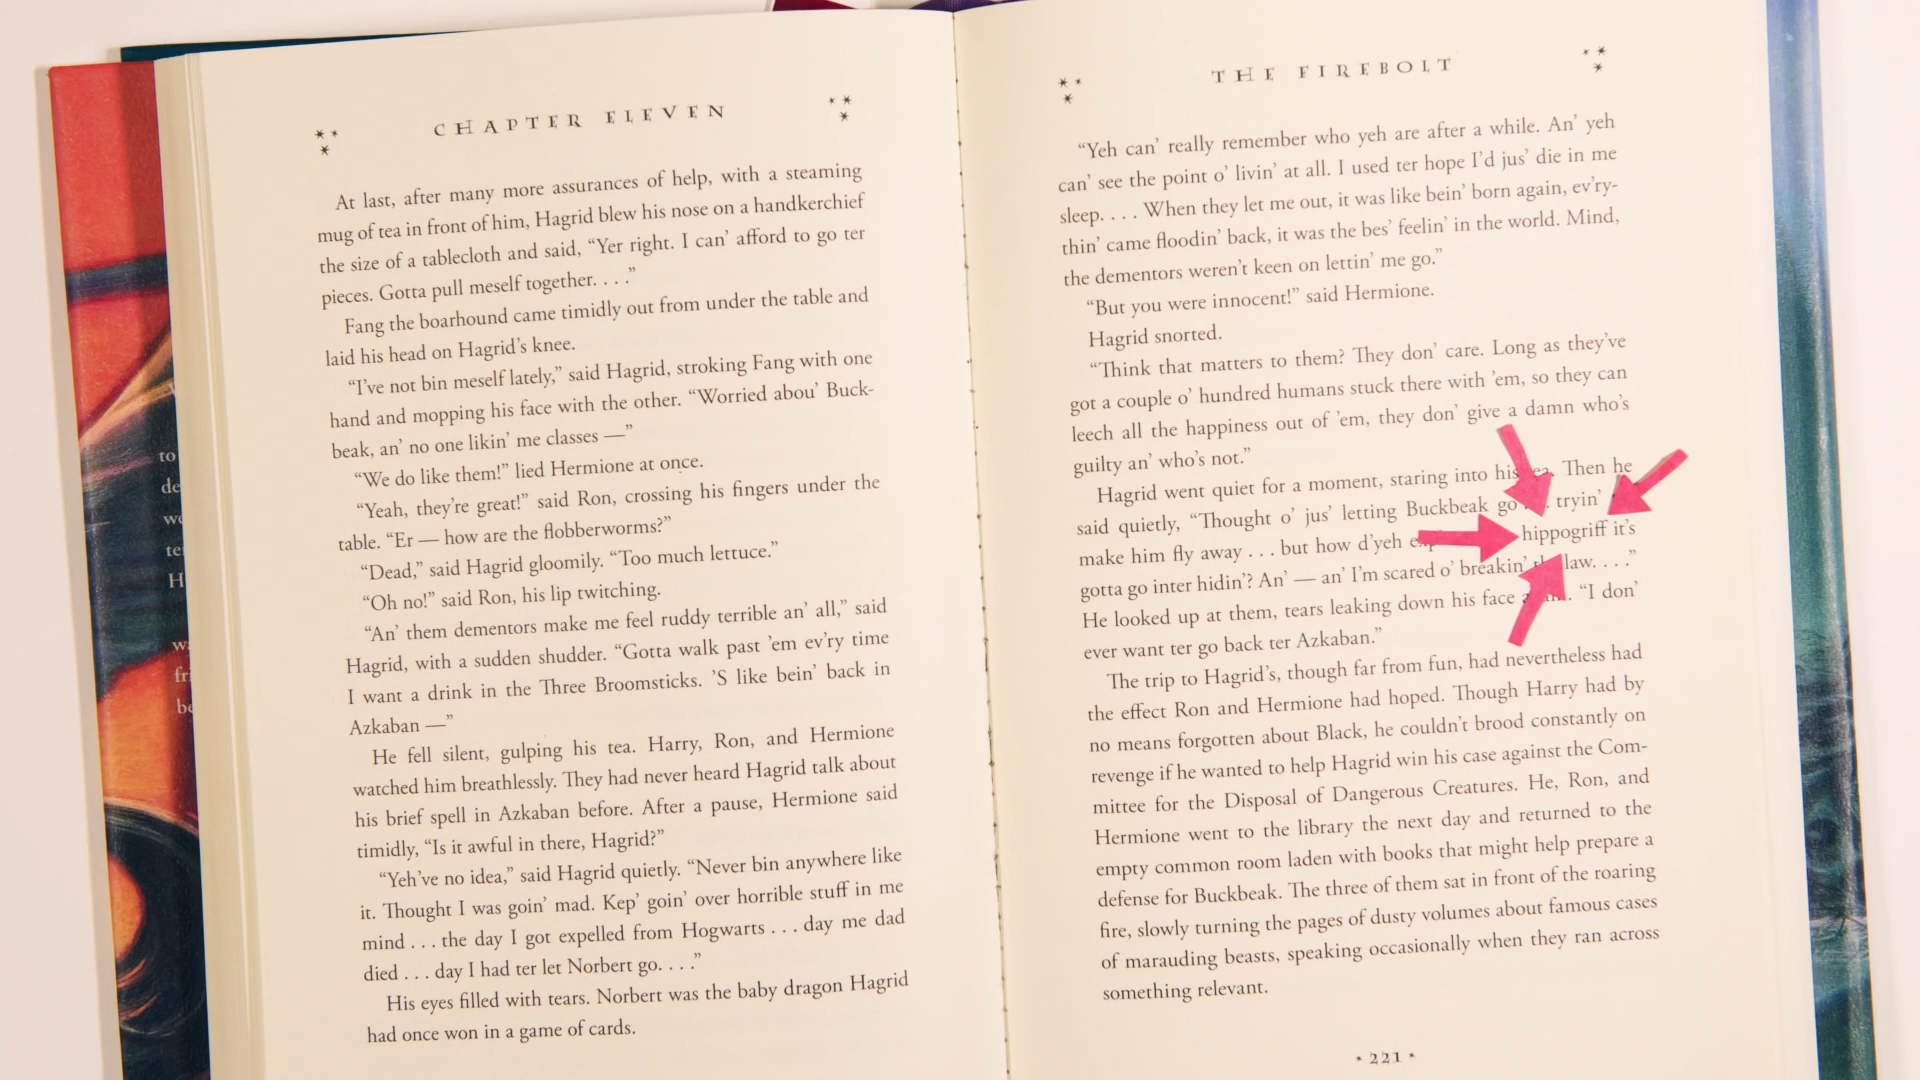 CHAPTER ELEVEN
At last, after many more assurances of help, with a steaming
mug of tea in front of him, Hagrid blew his nose on a handkerchief
the size of a tablecloth and said, “Yer right. I can’ afford to go ter
pieces. Gotta pull meself together. . . .”
Fang the boarhound came timidly out from under the table and
laid his head on Hagrid’s knee.
“I’ve not bin meself lately,” said Hagrid, stroking Fang with one
hand and mopping his face with the other. “Worried abou’ Buck-
beak, an’ no one likin’ me classes —”
“We do like them!” lied Hermione at once.
“Yeah, they’re great!” said Ron, crossing his fingers under the
table. “Er — how are the flobberworms?”
“Dead,” said Hagrid gloomily. “Too much lettuce.”
“Oh no!” said Ron, his lip twitching.
“An’ them dementors make me feel ruddy terrible an’ all,” said
Hagrid, with a sudden shudder. “Gotta walk past ’em ev’ry time
I want a drink in the Three Broomsticks. ’S like bein’ back in
Azkaban —”
He fell silent, gulping his tea. Harry, Ron, and Hermione
watched him breathlessly. They had never heard Hagrid talk about
his brief spell in Azkaban before. After a pause, Hermione said
timidly, “Is it awful in there, Hagrid?”
“Yeh’ve no idea,” said Hagrid quietly. “Never bin anywhere like
it. Thought I was goin’ mad. Kep’ goin’ over horrible stuff in me
mind . . . the day I got expelled from Hogwarts . . . day me dad
died . . . day I had ter let Norbert go. . . .”
His eyes filled with tears. Norbert was the baby dragon Hagrid
had once won in a game of cards.
THE FIREBOLT
“Yeh can’ really remember who yeh are after a while. An’ yeh
can’ see the point o’ livin’ at all. I used ter hope I’d jus’ die in me
sleep. . . . When they let me out, it was like bein’ born again, ev’ry-
thin’ came floodin’ back, it was the bes’ feelin’ in the world. Mind,
the dementors weren’t keen on lettin’ me go.”
“But you were innocent!” said Hermione.
Hagrid snorted.
“Think that matters to them? They don’ care. Long as they’ve
got a couple o’ hundred humans stuck there with ’em, so they can
leech all the happiness out of ’em, they don’ give a damn who’s
guilty an’ who’s not.”
Hagrid went quiet for a moment, staring into his Then he
said quietly, “Thought o’ jus’ letting Buckbeak go . . . tryin’
make him fly away . . . but how d’yeh hippogriff it’s
gotta go inter hidin’? An’ — an’ I’m scared o’ breakin’ law. . . .”
He looked up at them, tears leaking down his face “I don’
ever want ter go back ter Azkaban.”
The trip to Hagrid’s, though far from fun, had nevertheless had
the effect Ron and Hermione had hoped. Though Harry had by
no means forgotten about Black, he couldn’t brood constantly on
revenge if he wanted to help Hagrid win his case against the Com-
mittee for the Disposal of Dangerous Creatures. He, Ron, and
Hermione went to the library the next day and returned to the
empty common room laden with books that might help prepare a
defense for Buckbeak. The three of them sat in front of the roaring
fire, slowly turning the pages of dusty volumes about famous cases
of marauding beasts, speaking occasionally when they ran across
something relevant.
* 221 *